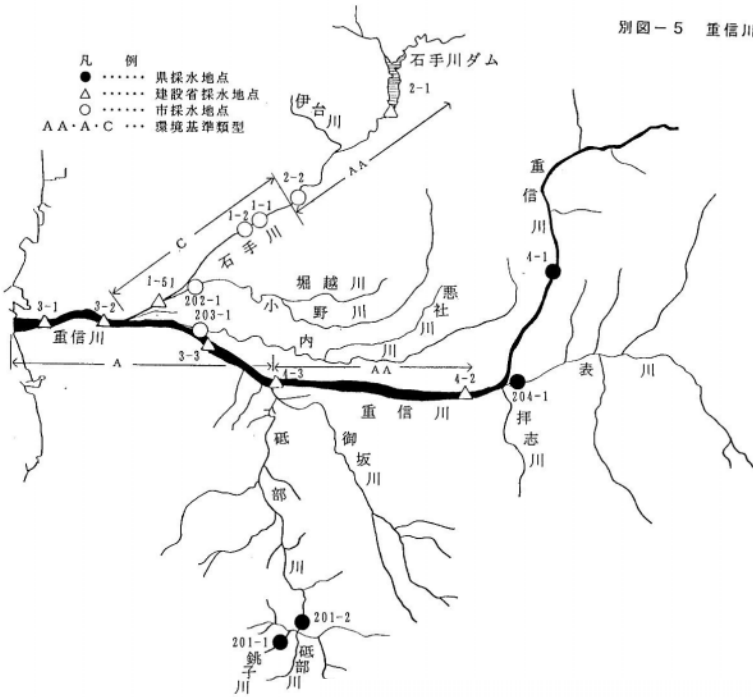 別図－5 重信川
凡 例
● ‥‥‥ 県採水地点
△ ‥‥‥ 建設省採水地点
○ ‥‥‥ 市採水地点
AA・A・C ‥‥ 環境基準類型
石手川ダム
2-1
伊台川
AA
2-2
1-1
1-2
C
石手川
重信川
4-1
1-51
202-1
堀越川
小野川
悪社川
3-1
3-2
203-1
内川
重信川
3-3
A
AA
4-3
4-2
表川
204-1
重信川
拝志川
砥部川
御坂川
201-2
201-1
銚子川
砥部川